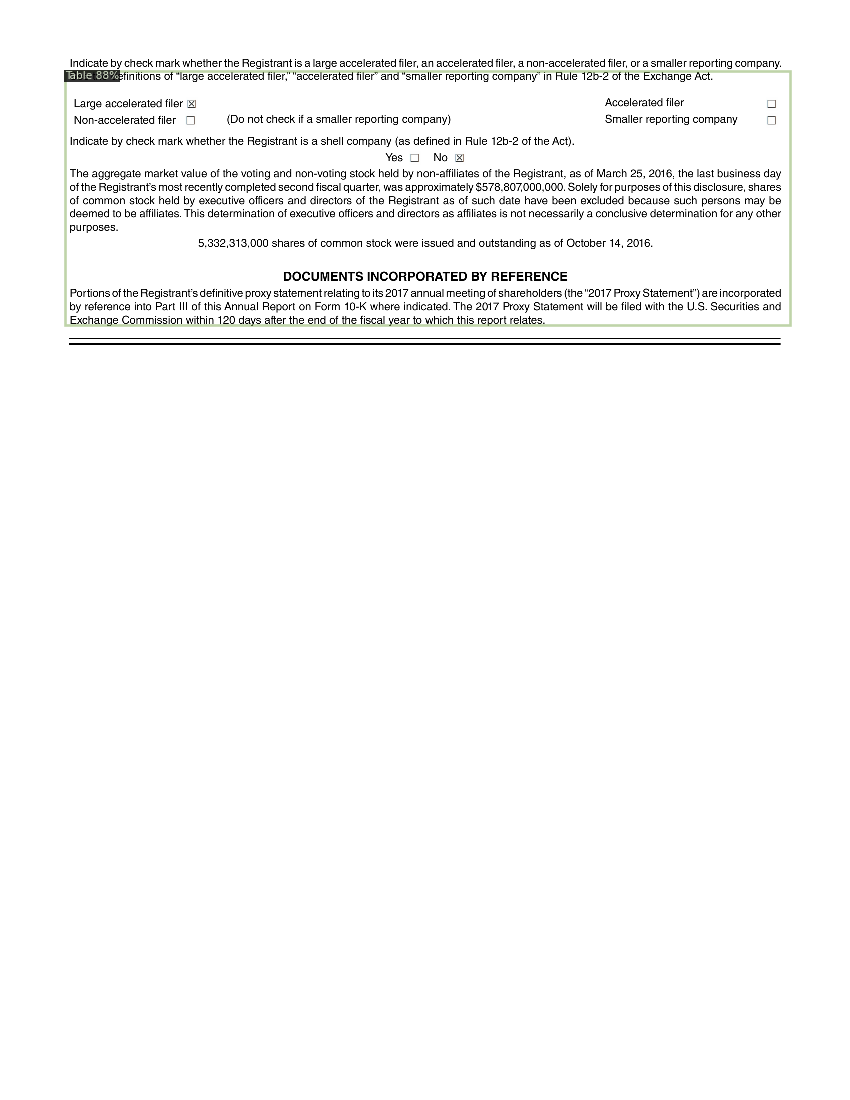 Indicate by check mark whether the Registrant is a large accelerated filer, an accelerated filer, a non-accelerated filer, or a smaller reporting company.
Table 88%
efinitions of “large accelerated filer,” “accelerated filer” and “smaller reporting company” in Rule 12b-2 of the Exchange Act.
Large accelerated filer ☒ Accelerated filer ☐
Non-accelerated filer ☐ (Do not check if a smaller reporting company) Smaller reporting company ☐
Indicate by check mark whether the Registrant is a shell company (as defined in Rule 12b-2 of the Act).
Yes ☐ No ☒
The aggregate market value of the voting and non-voting stock held by non-affiliates of the Registrant, as of March 25, 2016, the last business day
of the Registrant’s most recently completed second fiscal quarter, was approximately $578,807,000,000. Solely for purposes of this disclosure, shares
of common stock held by executive officers and directors of the Registrant as of such date have been excluded because such persons may be
deemed to be affiliates. This determination of executive officers and directors as affiliates is not necessarily a conclusive determination for any other
purposes.
5,332,313,000 shares of common stock were issued and outstanding as of October 14, 2016.
DOCUMENTS INCORPORATED BY REFERENCE
Portions of the Registrant’s definitive proxy statement relating to its 2017 annual meeting of shareholders (the “2017 Proxy Statement”) are incorporated
by reference into Part III of this Annual Report on Form 10-K where indicated. The 2017 Proxy Statement will be filed with the U.S. Securities and
Exchange Commission within 120 days after the end of the fiscal year to which this report relates.